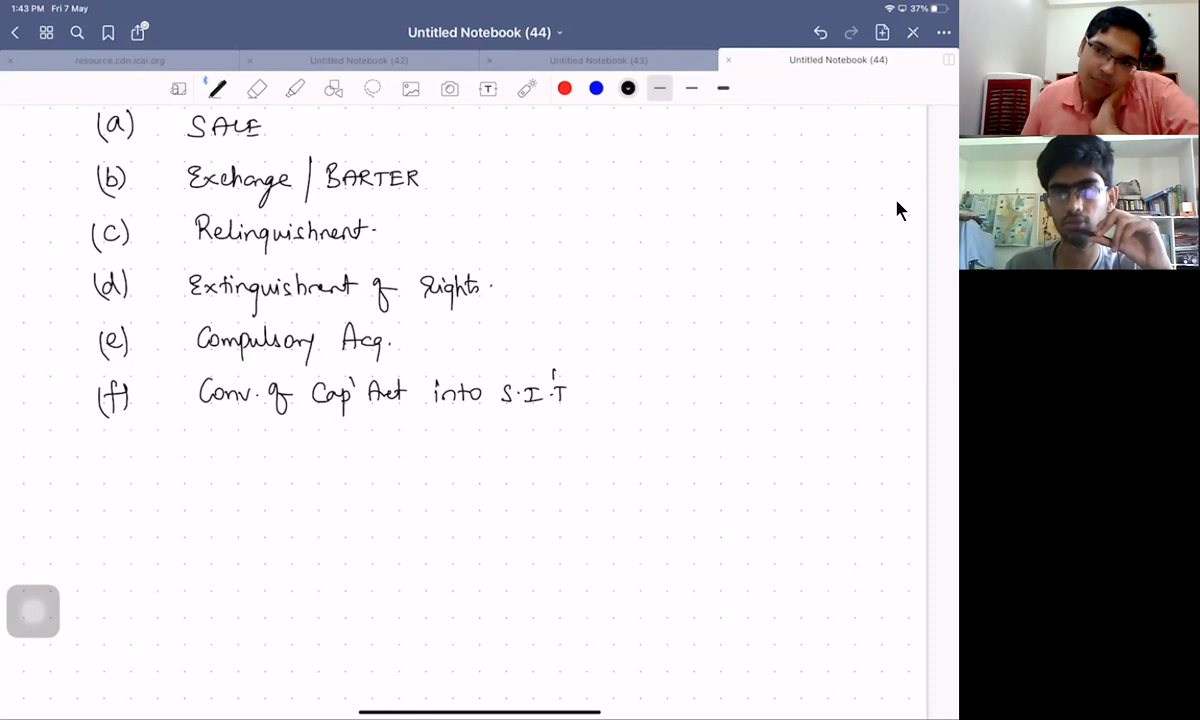 1:43 PM Fri 7 May
37%
Untitled Notebook (44)
resource.cdn.icai.org
Untitled Notebook (42)
Untitled Notebook (43)
Untitled Notebook (44)
(a) SALE
(b) Exchange / BARTER
(c) Relinquishment.
(d) Extinguishment of rights.
(e) Compulsory Acq.
(f) Conv. of Cap' Aet into S.I.T